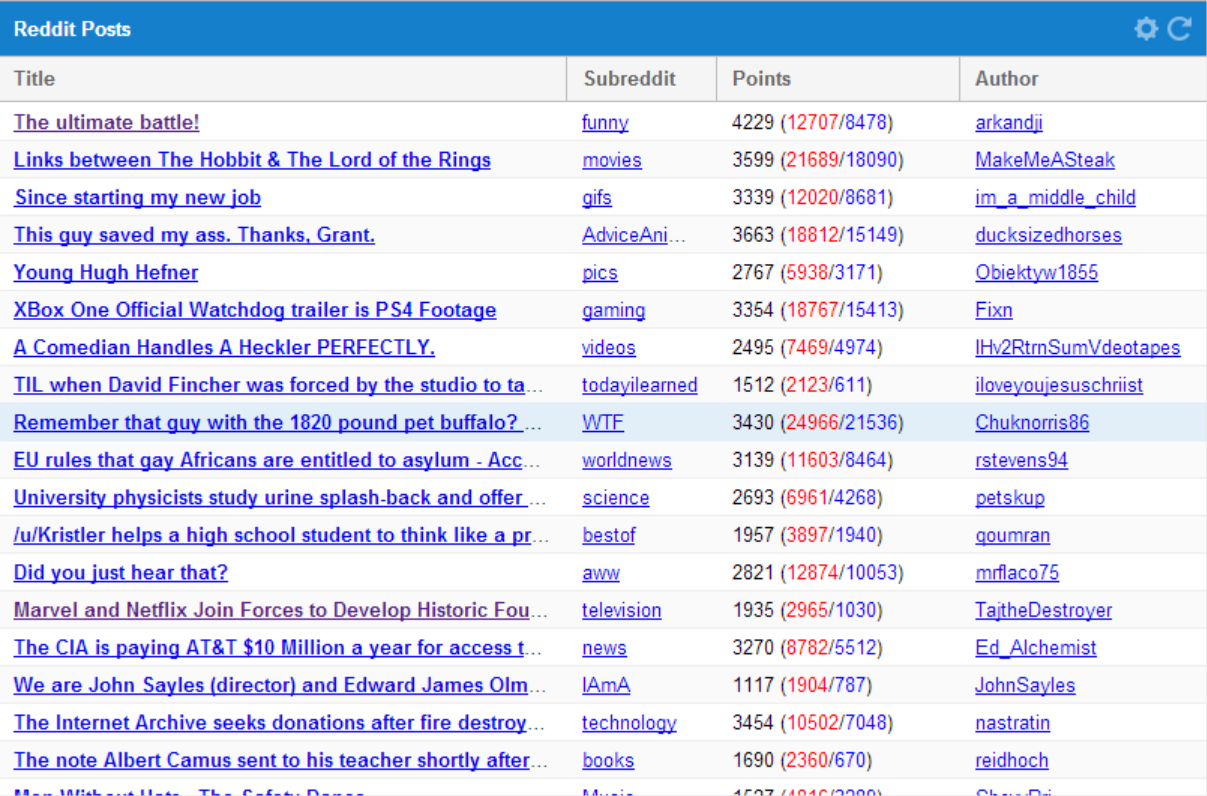 Reddit Posts
Title Subreddit Points Author
The ultimate battle! funny 4229 (12707/8478) arkandji
Links between The Hobbit & The Lord of the Rings movies 3599 (21689/18090) MakeMeASteak
Since starting my new job gifs 3339 (12020/8681) im_a_middle_child
This guy saved my ass. Thanks, Grant. AdviceAni... 3663 (18812/15149) ducksizedhorses
Young Hugh Hefner pics 2767 (5938/3171) Obiektyw1855
XBox One Official Watchdog trailer is PS4 Footage gaming 3354 (18767/15413) Fixn
A Comedian Handles A Heckler PERFECTLY. videos 2495 (7469/4974) IHv2RtrnSumVdeotapes
TIL when David Fincher was forced by the studio to ta... todayilearned 1512 (2123/611) iloveyoujesuschriist
Remember that guy with the 1820 pound pet buffalo? ... WTF 3430 (24966/21536) Chuknorris86
EU rules that gay Africans are entitled to asylum - Acc... worldnews 3139 (11603/8464) rstevens94
University physicists study urine splash-back and offer ... science 2693 (6961/4268) petskup
/u/Kristler helps a high school student to think like a pr... bestof 1957 (3897/1940) qoumran
Did you just hear that? aww 2821 (12874/10053) mrflaco75
Marvel and Netflix Join Forces to Develop Historic Fou... television 1935 (2965/1030) TajtheDestroyer
The CIA is paying AT&T $10 Million a year for access t... news 3270 (8782/5512) Ed_Alchemist
We are John Sayles (director) and Edward James Olm... IAmA 1117 (1904/787) JohnSayles
The Internet Archive seeks donations after fire destroy... technology 3454 (10502/7048) nastratin
The note Albert Camus sent to his teacher shortly after... books 1690 (2360/670) reidhoch
Men Without Hats - The Safety Dance Music